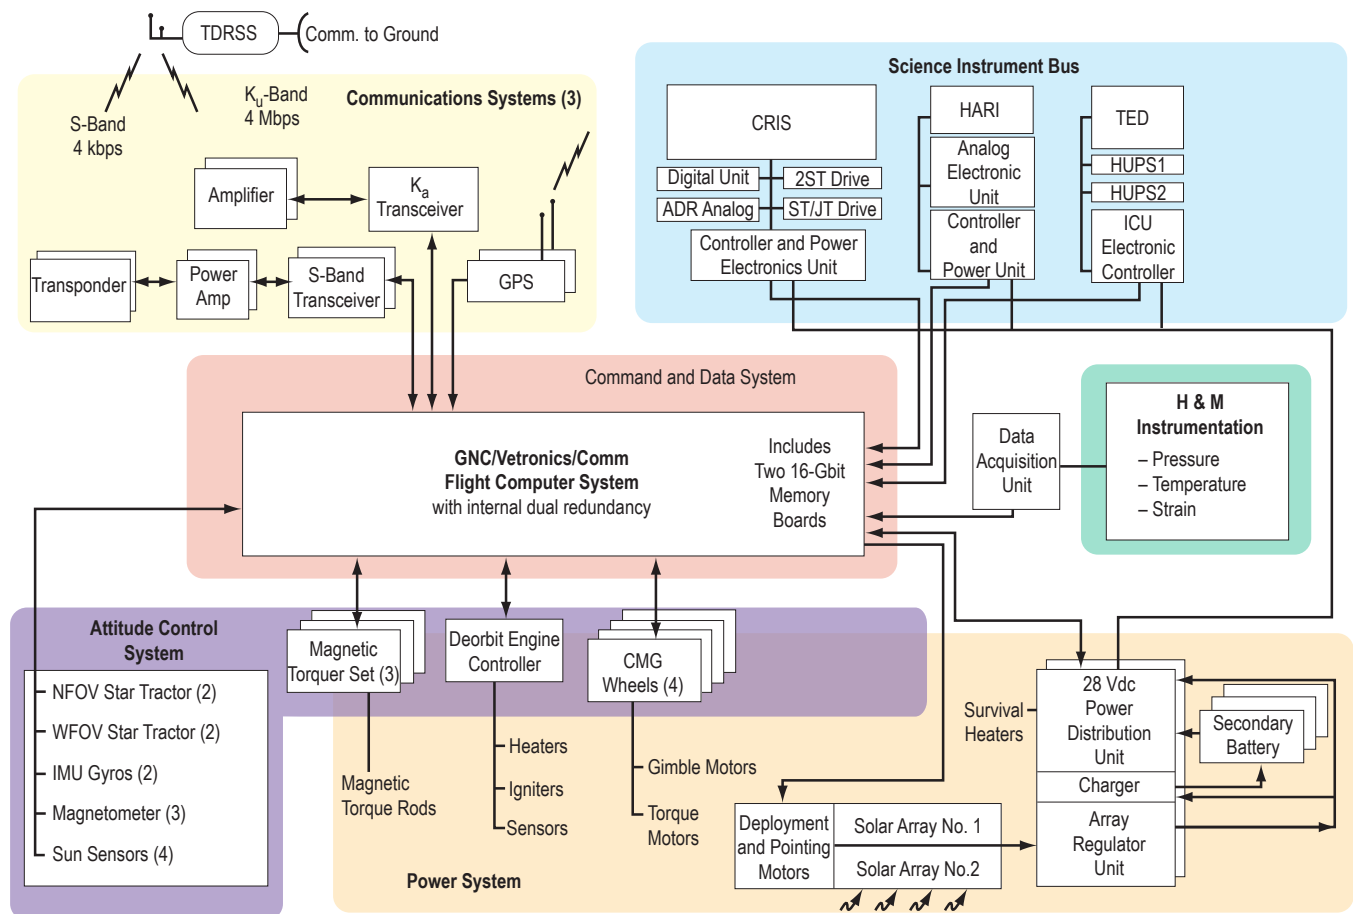 TDRSS
Comm. to Ground
S-Band
4 kbps
Ku-Band
4 Mbps
Communications Systems (3)
Amplifier
Ka
Transceiver
Transponder
Power
Amp
S-Band
Transceiver
GPS
Science Instrument Bus
CRIS
Digital Unit
2ST Drive
ADR Analog
ST/JT Drive
Controller and Power
Electronics Unit
HARI
Analog
Electronic
Unit
Controller
and
Power Unit
TED
HUPS1
HUPS2
ICU
Electronic
Controller
Command and Data System
GNC/Vetronics/Comm
Flight Computer System
with internal dual redundancy
Includes
Two 16-Gbit
Memory
Boards
Data
Acquisition
Unit
H & M
Instrumentation
– Pressure
– Temperature
– Strain
Attitude Control
System
NFOV Star Tractor (2)
WFOV Star Tractor (2)
IMU Gyros (2)
Magnetometer (3)
Sun Sensors (4)
Magnetic
Torquer Set (3)
Magnetic
Torque Rods
Deorbit Engine
Controller
Heaters
Igniters
Sensors
CMG
Wheels (4)
Gimble Motors
Torque
Motors
Power System
Deployment
and Pointing
Motors
Solar Array No. 1
Solar Array No.2
Survival
Heaters
28 Vdc
Power
Distribution
Unit
Charger
Array
Regulator
Unit
Secondary
Battery